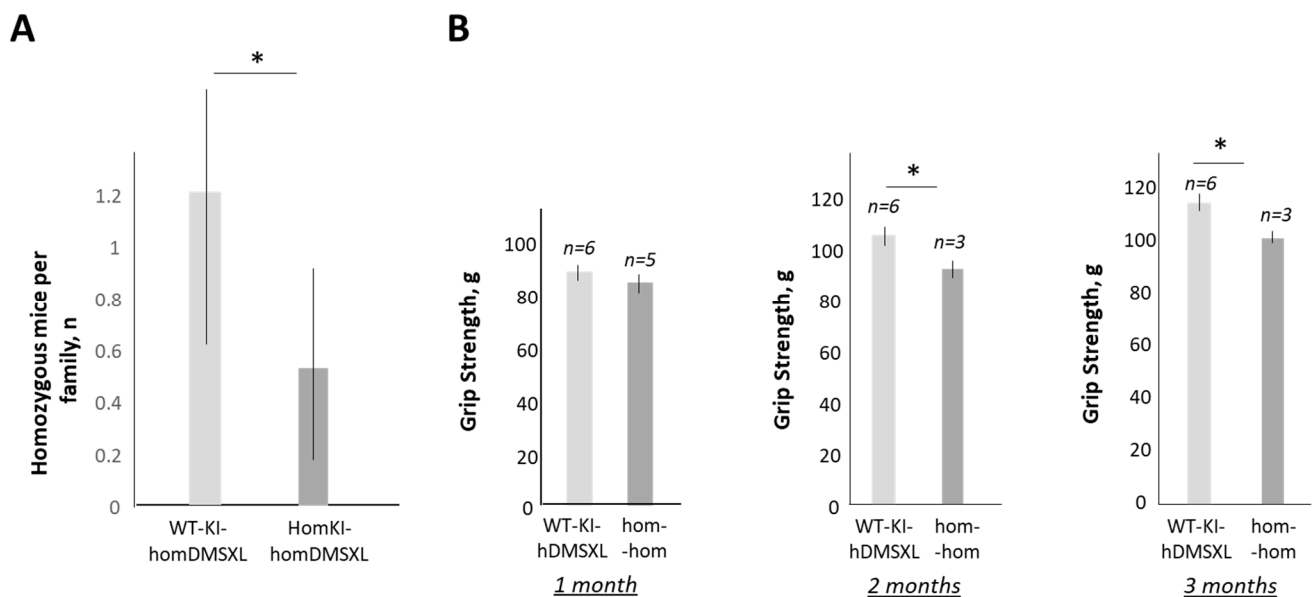 A
*
Homozygous mice per
family, n
1.2
1
0.8
0.6
0.4
0.2
0
WT-KI-
homDMSXL
HomKI-
homDMSXL
B
Grip Strength, g
100
80
60
40
20
0
n=6
n=5
WT-KI-
hDMSXL
hom-
-hom
1 month
Grip Strength, g
120
100
80
60
40
20
0
*
n=6
n=3
WT-KI-
hDMSXL
hom-
-hom
2 months
Grip Strength, g
120
100
80
60
40
20
0
*
n=6
n=3
WT-KI-
hDMSXL
hom-
-hom
3 months